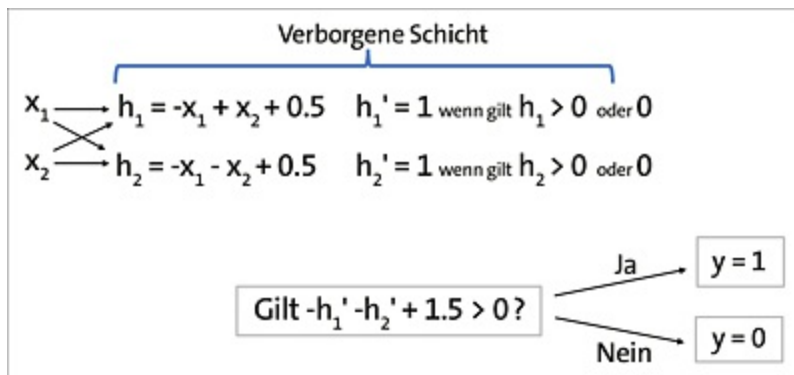 Verborgene Schicht
x₁ h₁ = -x₁ + x₂ + 0.5 h₁' = 1 wenn gilt h₁ > 0 oder 0
x₂ h₂ = -x₁ - x₂ + 0.5 h₂' = 1 wenn gilt h₂ > 0 oder 0
Ja y = 1
Gilt -h₁' -h₂' + 1.5 > 0 ?
Nein y = 0